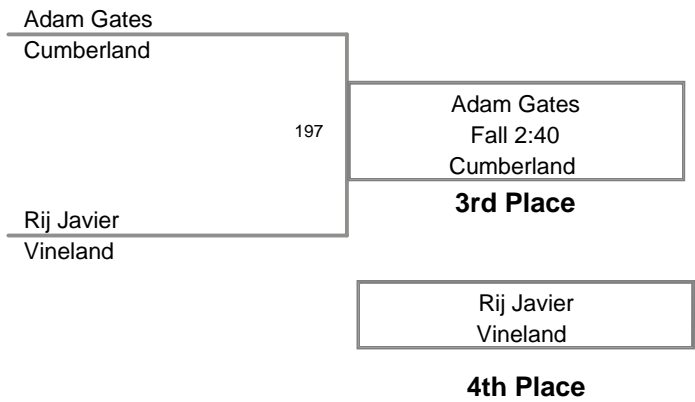 Adam Gates
Cumberland
197
Adam Gates
Fall 2:40
Cumberland
3rd Place
Rij Javier
Vineland
Rij Javier
Vineland
4th Place